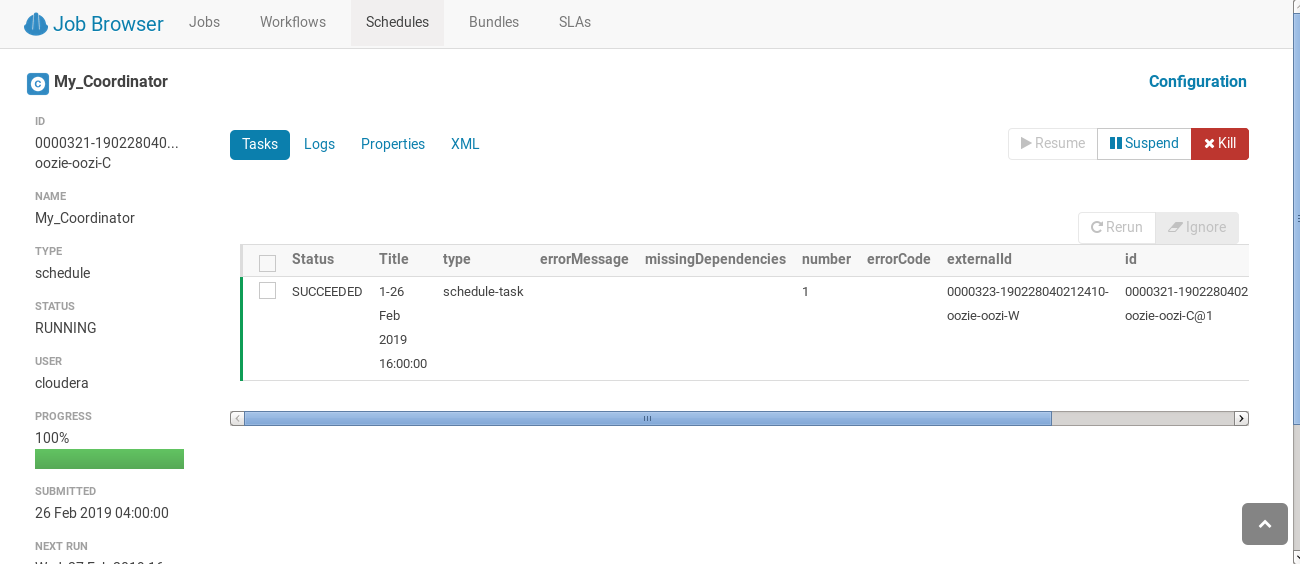 Job Browser Jobs Workflows Schedules Bundles SLAs
My_Coordinator Configuration
ID
0000321-190228040...
oozie-oozi-C
NAME
My_Coordinator
TYPE
schedule
STATUS
RUNNING
USER
cloudera
PROGRESS
100%
SUBMITTED
26 Feb 2019 04:00:00
NEXT RUN
Tasks Logs Properties XML Resume Suspend Kill
Rerun Ignore
Status Title type errorMessage missingDependencies number errorCode externalId id
SUCCEEDED 1-26 schedule-task 1 0000323-190228040212410- 0000321-1902280402
Feb oozie-oozi-W oozie-oozi-C@1
2019
16:00:00